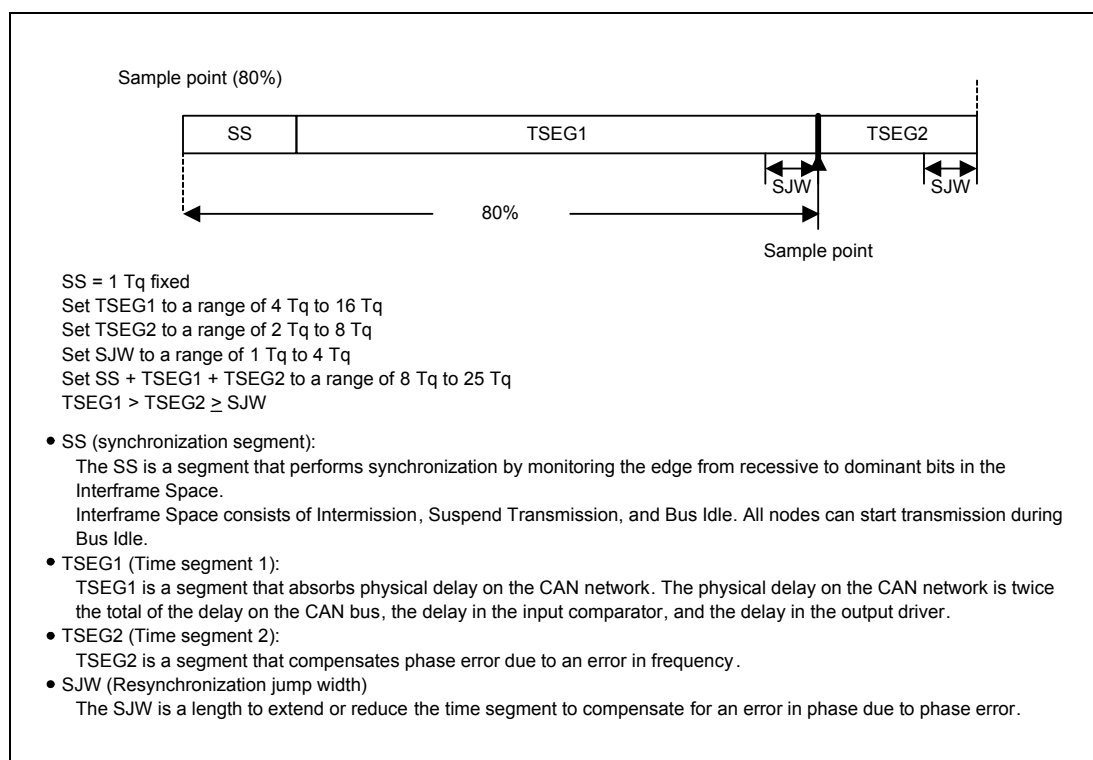 Sample point (80%)
SS
TSEG1
TSEG2
SJW
SJW
80%
Sample point
SS = 1 Tq fixed
Set TSEG1 to a range of 4 Tq to 16 Tq
Set TSEG2 to a range of 2 Tq to 8 Tq
Set SJW to a range of 1 Tq to 4 Tq
Set SS + TSEG1 + TSEG2 to a range of 8 Tq to 25 Tq
TSEG1 > TSEG2 ≥ SJW
• SS (synchronization segment):
The SS is a segment that performs synchronization by monitoring the edge from recessive to dominant bits in the
Interframe Space.
Interframe Space consists of Intermission, Suspend Transmission, and Bus Idle. All nodes can start transmission during
Bus Idle.
• TSEG1 (Time segment 1):
TSEG1 is a segment that absorbs physical delay on the CAN network. The physical delay on the CAN network is twice
the total of the delay on the CAN bus, the delay in the input comparator, and the delay in the output driver.
• TSEG2 (Time segment 2):
TSEG2 is a segment that compensates phase error due to an error in frequency.
• SJW (Resynchronization jump width)
The SJW is a length to extend or reduce the time segment to compensate for an error in phase due to phase error.